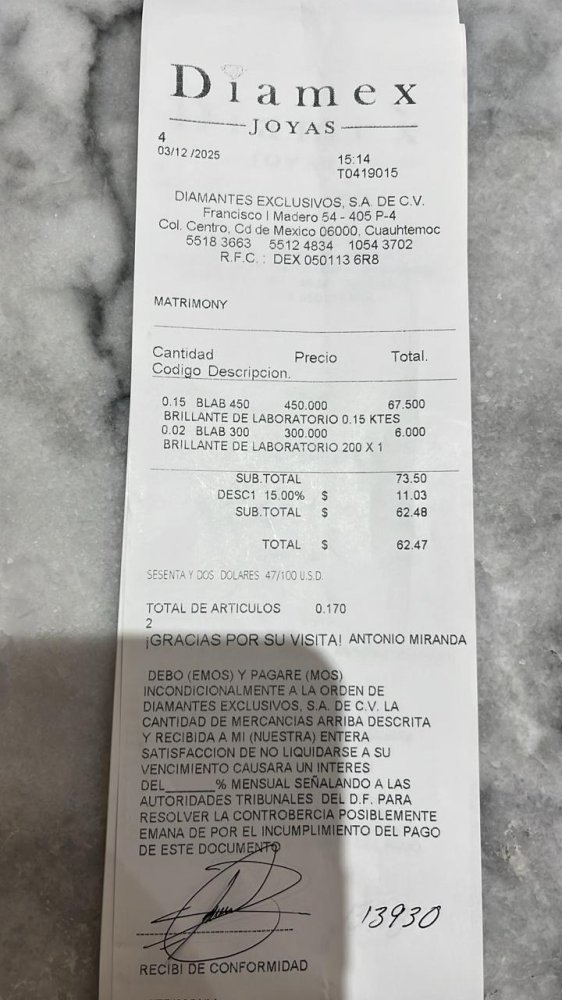 Diamex
JOYAS
4
03/12 /2025 15:14
T0419015
DIAMANTES EXCLUSIVOS, S.A. DE C.V.
Francisco I Madero 54 - 405 P-4
Col. Centro, Cd de Mexico 06000, Cuauhtemoc
5518 3663 5512 4834 1054 3702
R.F.C. : DEX 050113 6R8
MATRIMONY
Cantidad Precio Total.
Codigo Descripcion.
0.15 BLAB 450 450.000 67.500
BRILLANTE DE LABORATORIO 0.15 KTES
0.02 BLAB 300 300.000 6.000
BRILLANTE DE LABORATORIO 200 X 1
SUB.TOTAL 73.50
DESC1 15.00% $ 11.03
SUB.TOTAL $ 62.48
TOTAL $ 62.47
SESENTA Y DOS DOLARES 47/100 U.S.D.
TOTAL DE ARTICULOS 0.170
2
¡GRACIAS POR SU VISITA! ANTONIO MIRANDA
DEBO (EMOS) Y PAGARE (MOS)
INCONDICIONALMENTE A LA ORDEN DE
DIAMANTES EXCLUSIVOS, S.A. DE C.V. LA
CANTIDAD DE MERCANCIAS ARRIBA DESCRITA
Y RECIBIDA A MI (NUESTRA) ENTERA
SATISFACCION DE NO LIQUIDARSE A SU
VENCIMIENTO CAUSARA UN INTERES
DEL______% MENSUAL SEÑALANDO A LAS
AUTORIDADES TRIBUNALES DEL D.F. PARA
RESOLVER LA CONTROBERCIA POSIBLEMENTE
EMANA DE POR EL INCUMPLIMIENTO DEL PAGO
DE ESTE DOCUMENTO
13930
RECIBI DE CONFORMIDAD